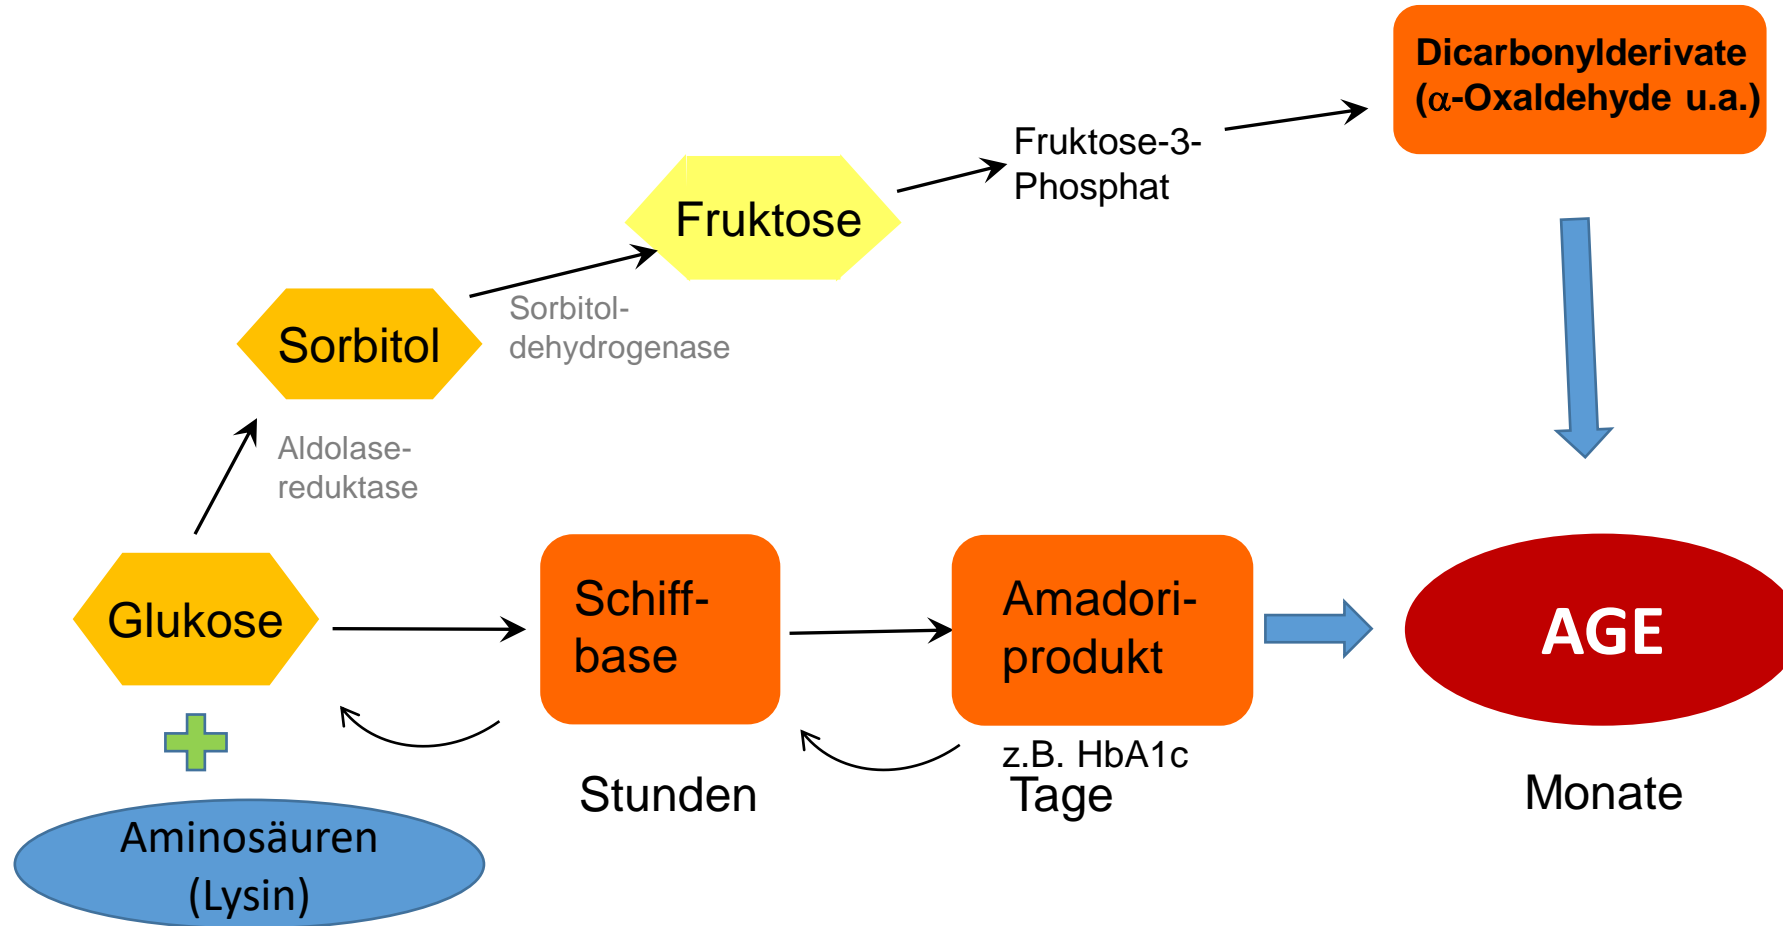 Dicarbonylderivate
(α-Oxaldehyde u.a.)
Fruktose-3-
Phosphat
Fruktose
Sorbitol
Sorbitol-
dehydrogenase
Aldolase-
reduktase
Glukose
Schiff-
base
Amadori-
produkt
AGE
z.B. HbA1c
Stunden
Tage
Monate
Aminosäuren
(Lysin)